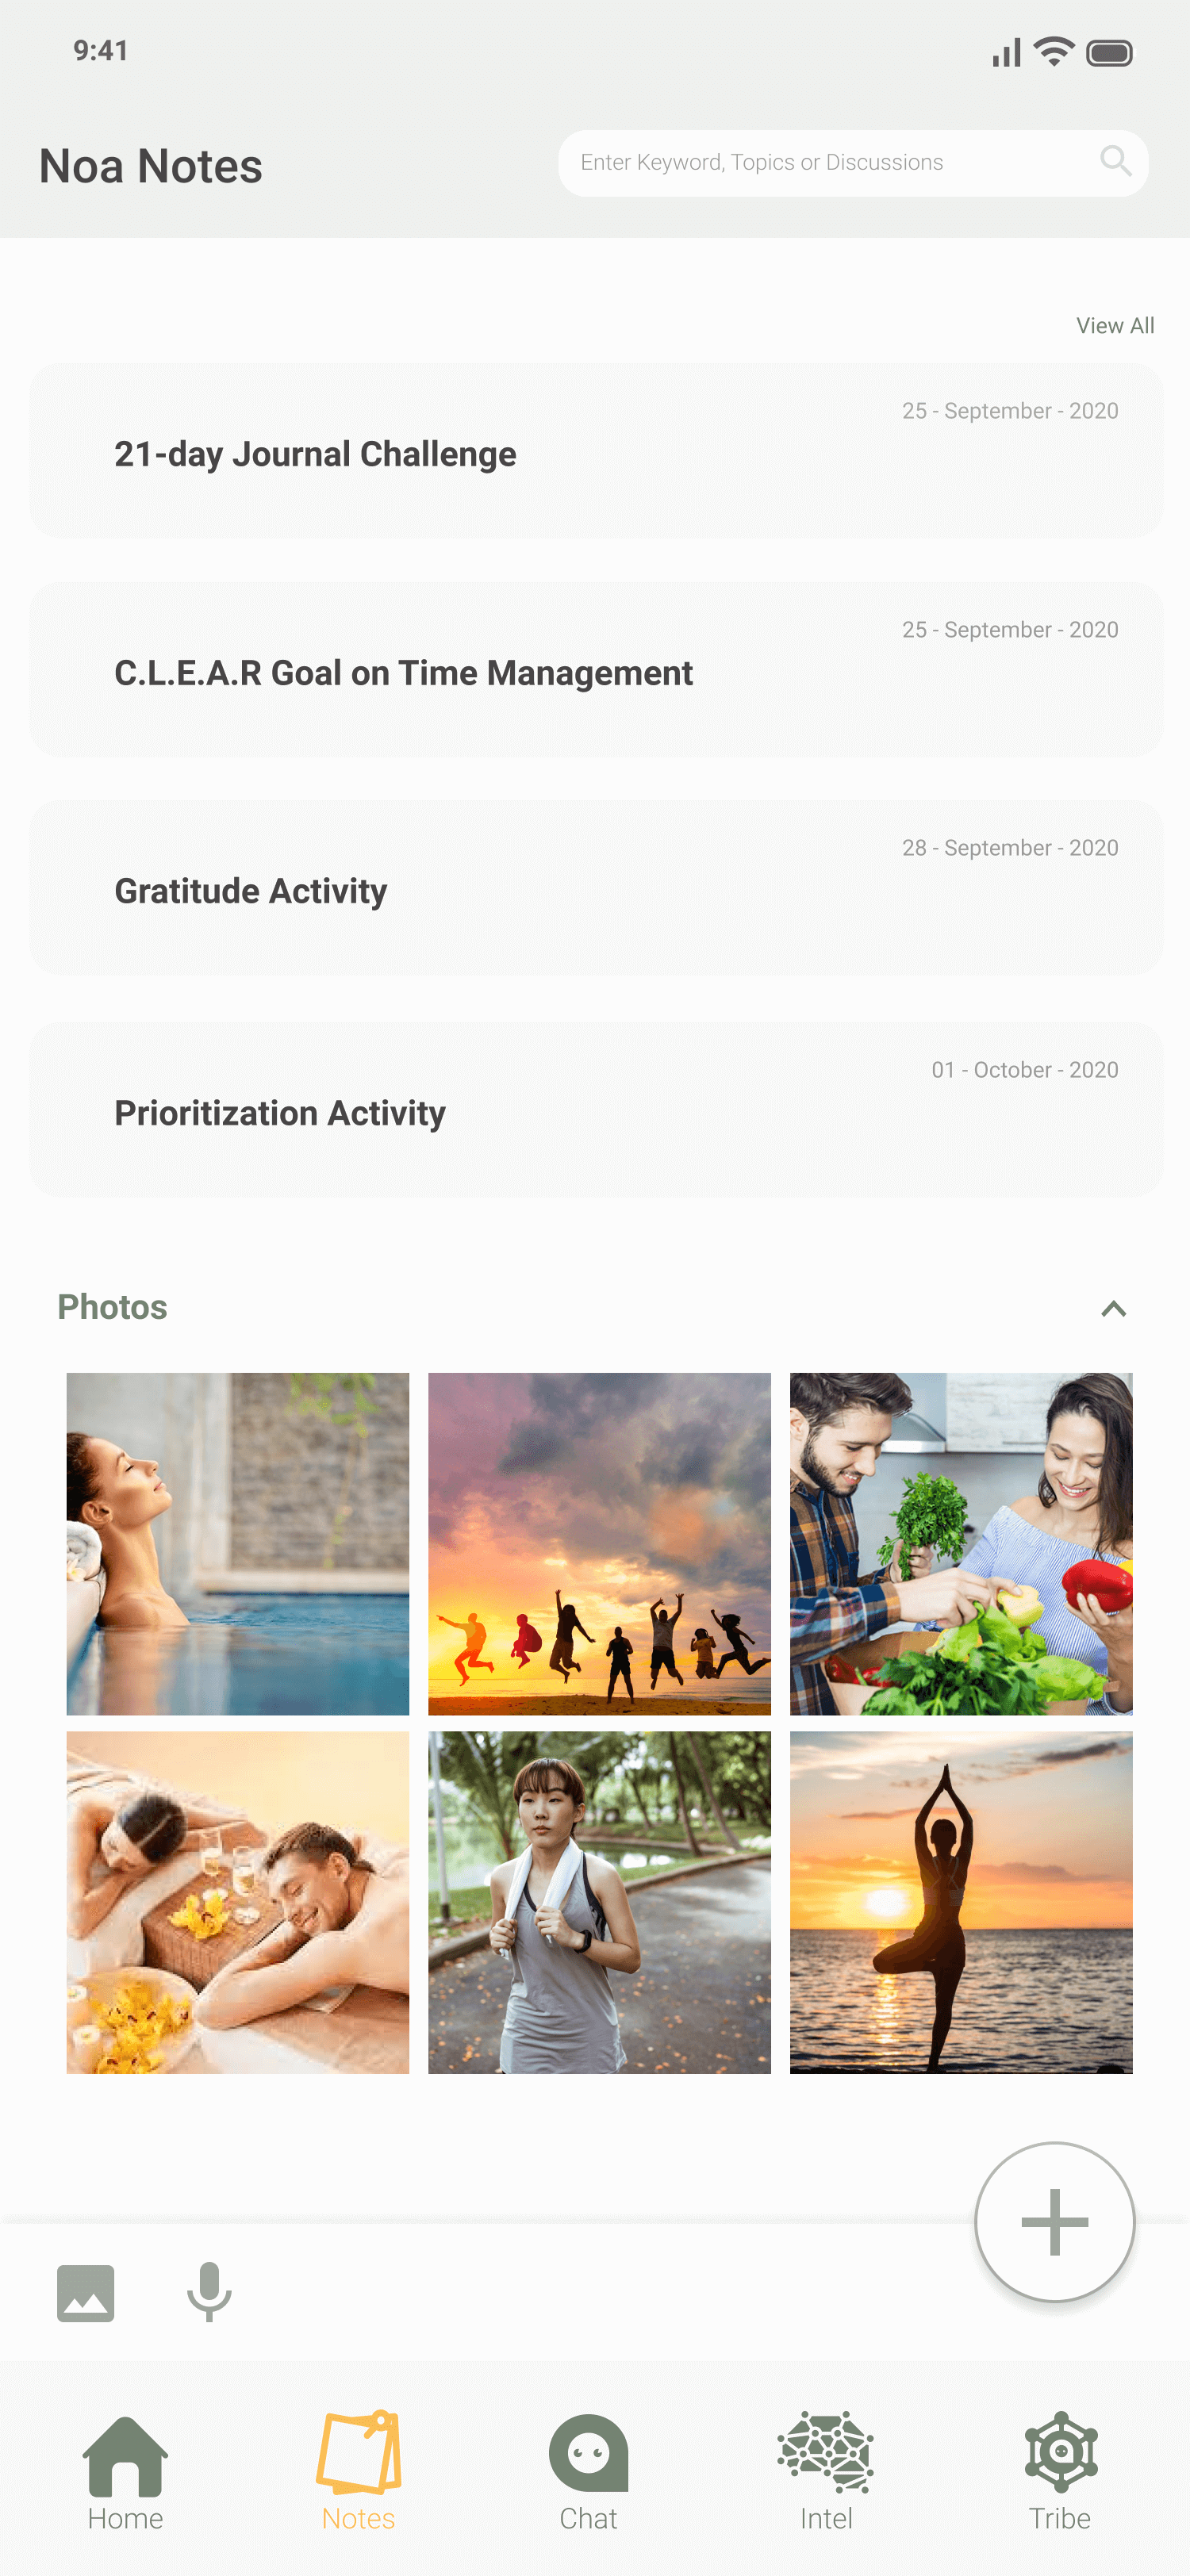 9:41
Noa Notes
Enter Keyword, Topics or Discussions
View All
25 - September - 2020
21-day Journal Challenge
25 - September - 2020
C.L.E.A.R Goal on Time Management
28 - September - 2020
Gratitude Activity
01 - October - 2020
Prioritization Activity
Photos
Home
Notes
Chat
Intel
Tribe